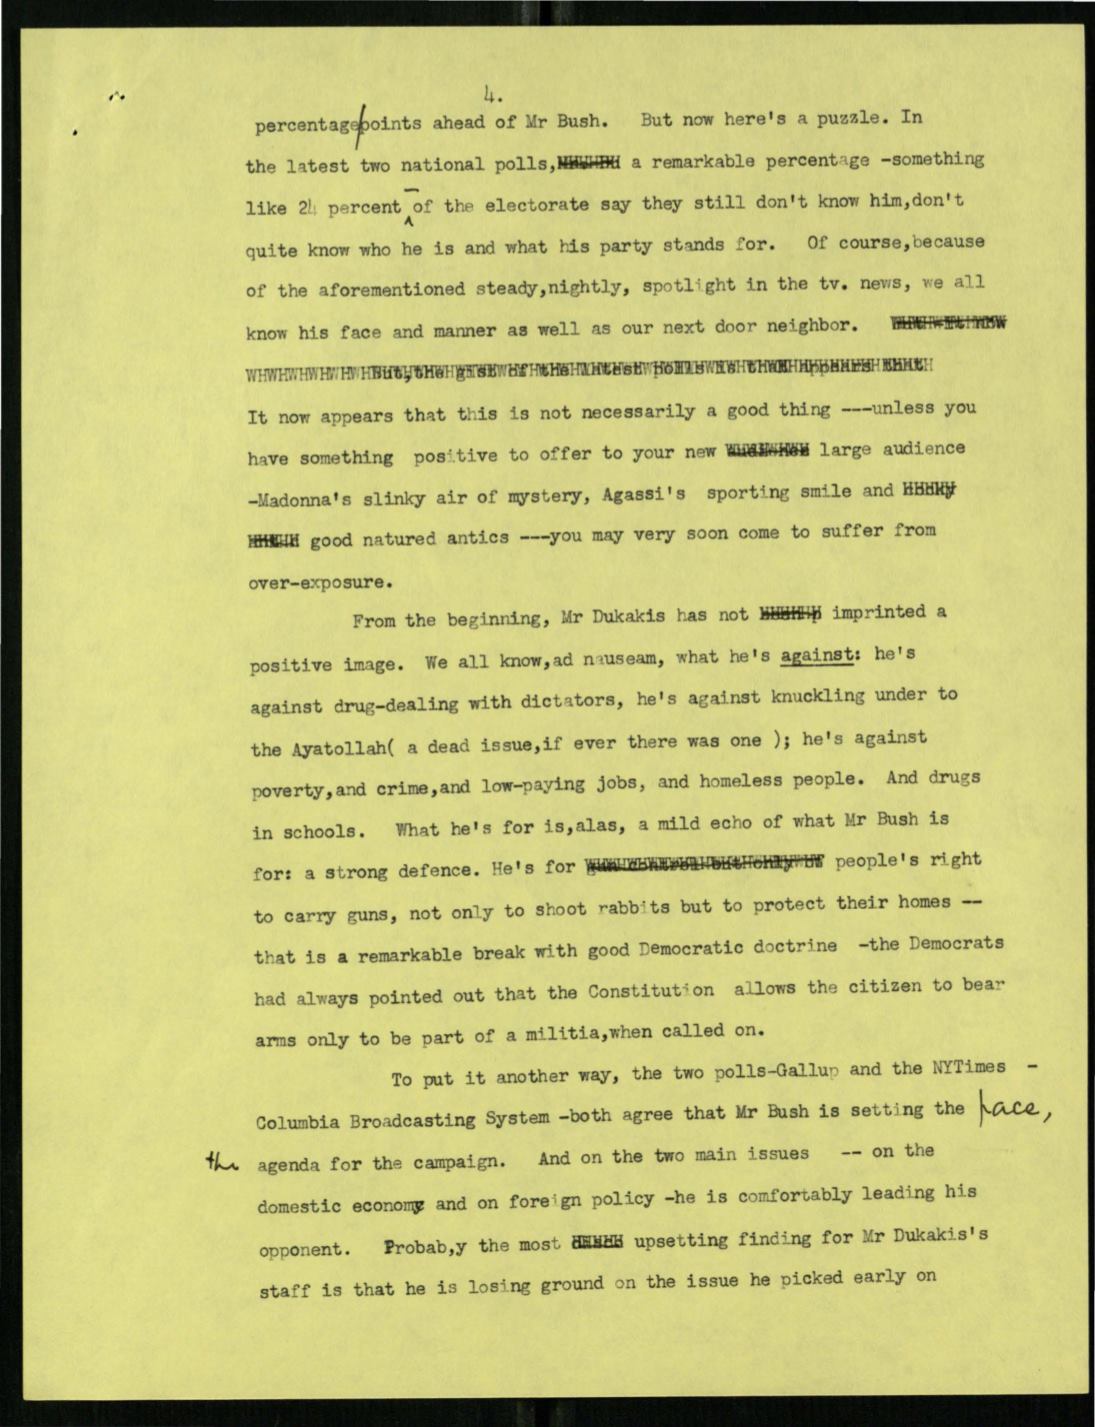 4.
percentage points ahead of Mr Bush. But now here's a puzzle. In
the latest two national polls, a remarkable percentage -something
like 24 percent of the electorate say they still don't know him,don't
quite know who he is and what his party stands for. Of course,because
of the aforementioned steady,nightly, spotlight in the tv. news, we all
know his face and manner as well as our next door neighbor.
But,the gist of the latest polls is that
It now appears that this is not necessarily a good thing ---unless you
have something positive to offer to your new large audience
-Madonna's slinky air of mystery, Agassi's sporting smile and
good natured antics ---you may very soon come to suffer from
over-exposure.
From the beginning, Mr Dukakis has not imprinted a
positive image. We all know,ad nauseam, what he's against: he's
against drug-dealing with dictators, he's against knuckling under to
the Ayatollah( a dead issue,if ever there was one ); he's against
poverty,and crime,and low-paying jobs, and homeless people. And drugs
in schools. What he's for is,alas, a mild echo of what Mr Bush is
for: a strong defence. He's for people's right
to carry guns, not only to shoot rabbits but to protect their homes --
that is a remarkable break with good Democratic doctrine -the Democrats
had always pointed out that the Constitution allows the citizen to bear
arms only to be part of a militia,when called on.
To put it another way, the two polls-Gallup and the NYTimes -
Columbia Broadcasting System -both agree that Mr Bush is setting the pace,
the agenda for the campaign. And on the two main issues -- on the
domestic economy and on foreign policy -he is comfortably leading his
opponent. Probab,y the most upsetting finding for Mr Dukakis's
staff is that he is losing ground on the issue he picked early on